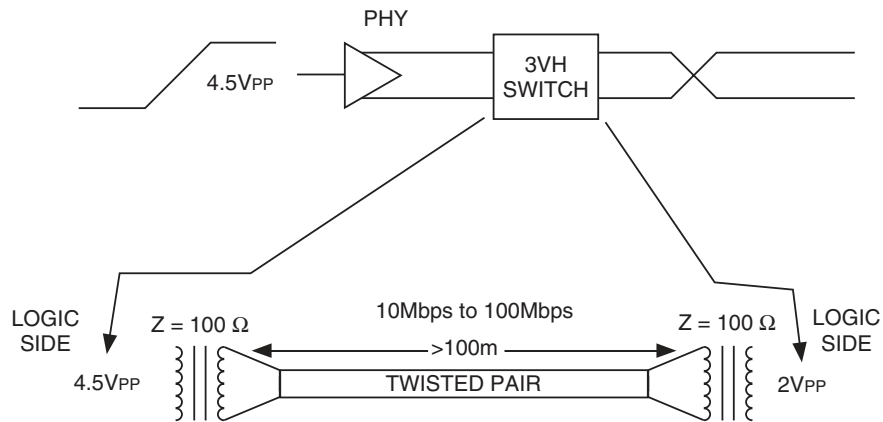 PHY
4.5VPP
3VH
SWITCH
10Mbps to 100Mbps
LOGIC
SIDE
Z = 100 Ω
Z = 100 Ω
LOGIC
SIDE
>100m
4.5VPP
TWISTED PAIR
2VPP